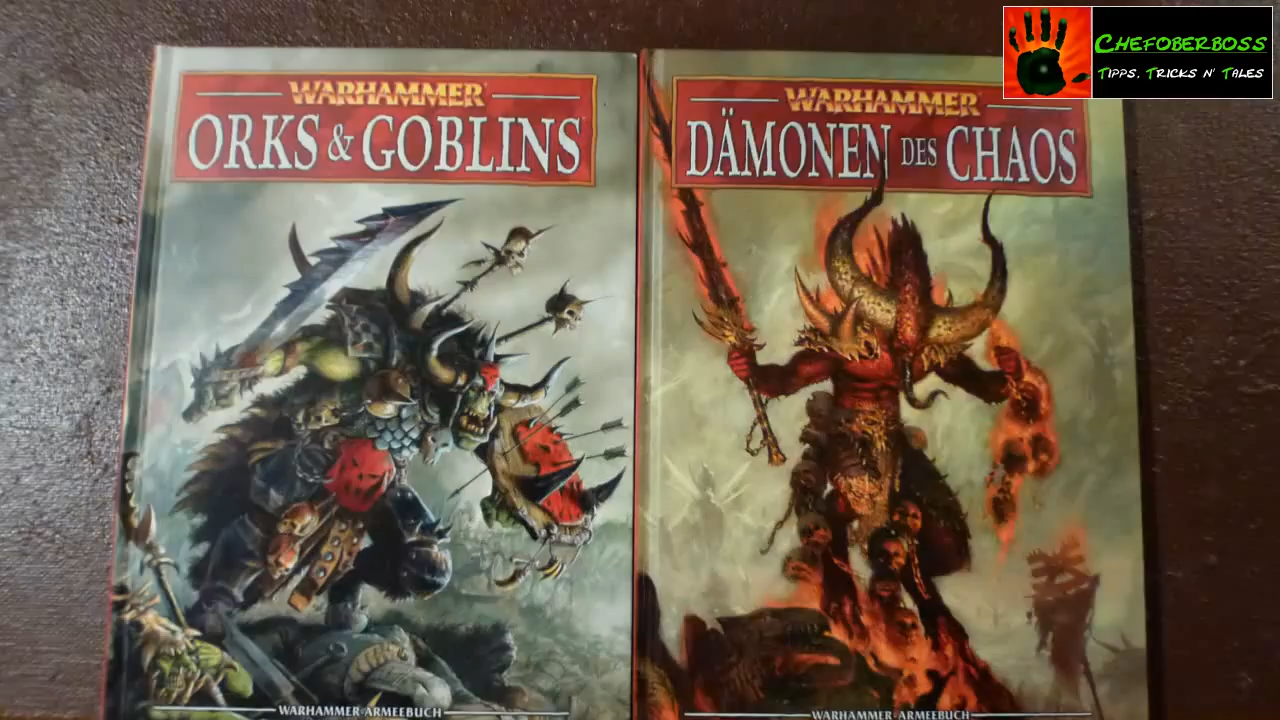 WARHAMMER
ORKS & GOBLINS
WARHAMMER-ARMEEBUCH
WARHAMMER
DÄMONEN DES CHAOS
WARHAMMER-ARMEEBUCH
CHEFOBERBOSS
TIPPS, TRICKS N' TALES